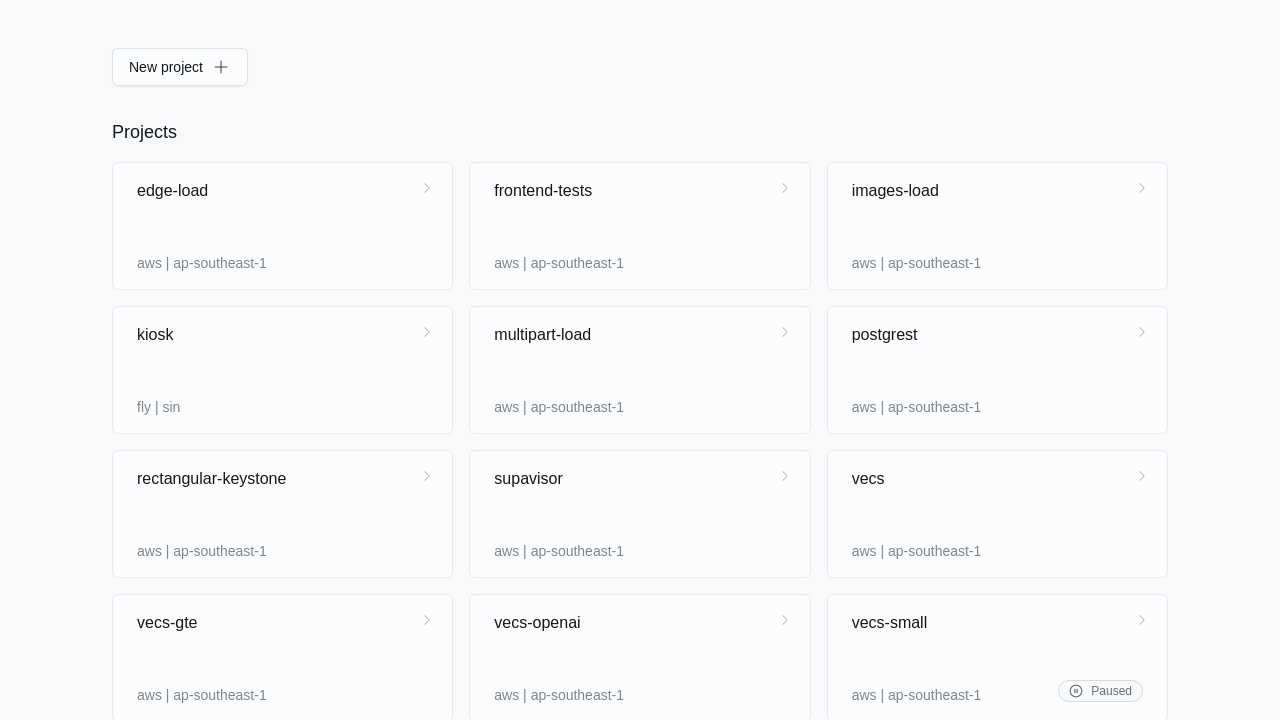 New project
Projects
edge-load
aws | ap-southeast-1
frontend-tests
aws | ap-southeast-1
images-load
aws | ap-southeast-1
kiosk
fly | sin
multipart-load
aws | ap-southeast-1
postgrest
aws | ap-southeast-1
rectangular-keystone
aws | ap-southeast-1
supavisor
aws | ap-southeast-1
vecs
aws | ap-southeast-1
vecs-gte
aws | ap-southeast-1
vecs-openai
aws | ap-southeast-1
vecs-small
aws | ap-southeast-1
Paused